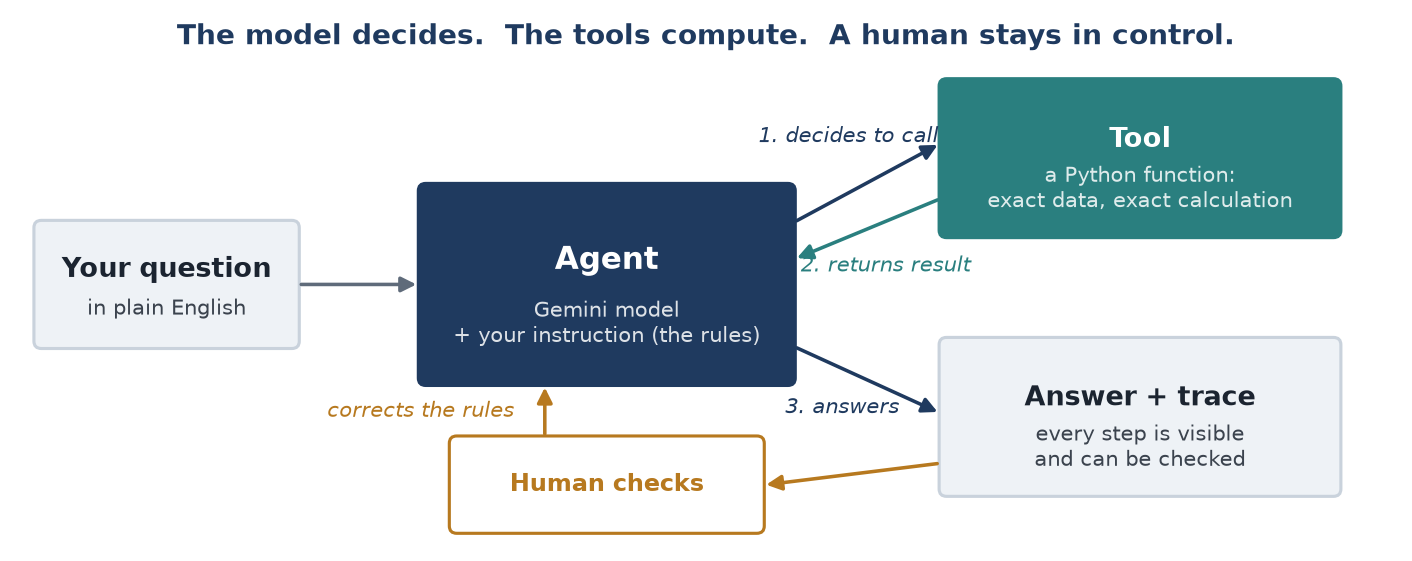 The model decides.  The tools compute.  A human stays in control.
1. decides to call
Tool
a Python function:
exact data, exact calculation
Your question
in plain English
Agent
Gemini model
+ your instruction (the rules)
2. returns result
3. answers
Answer + trace
every step is visible
and can be checked
corrects the rules
Human checks